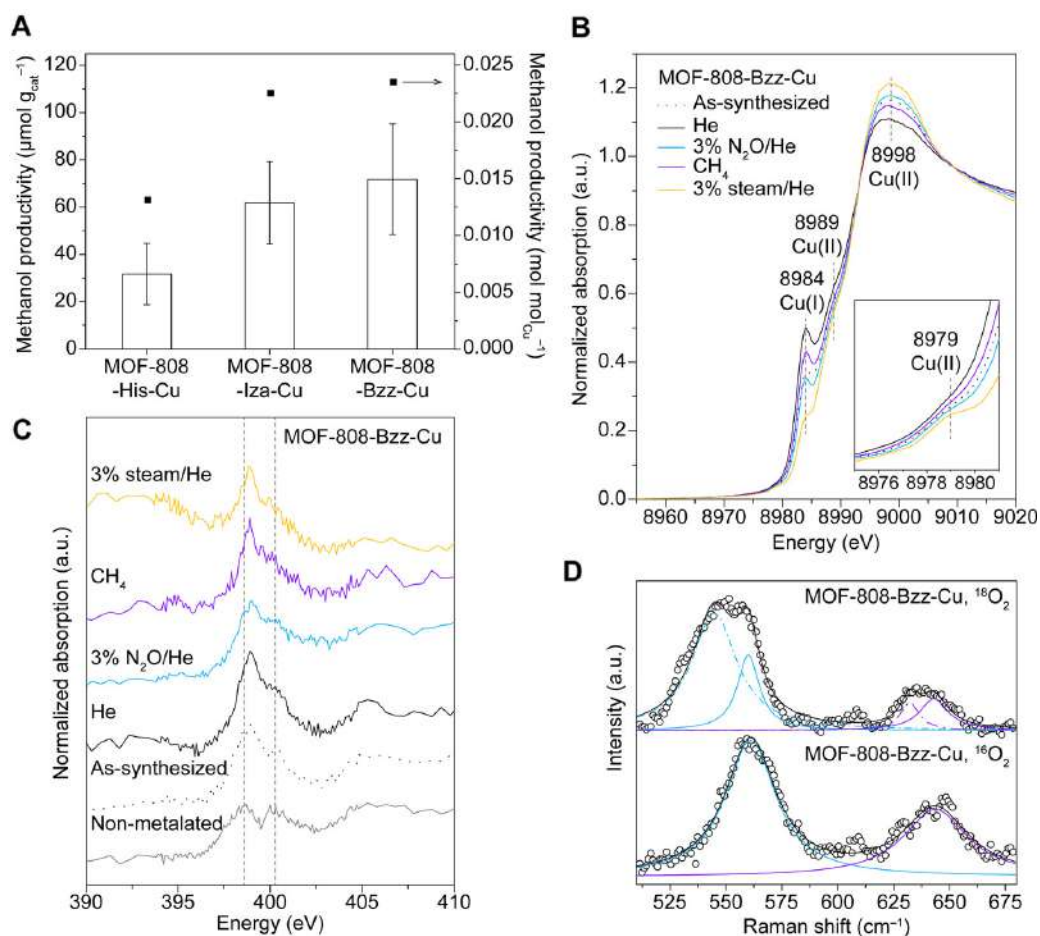 A
Methanol productivity (μmol g_cat⁻¹)
120
100
80
60
40
20
0
0.025
0.020
0.015
0.010
0.005
0.000
Methanol productivity (mol mol_Cu⁻¹)
MOF-808 MOF-808 MOF-808
-His-Cu -Iza-Cu -Bzz-Cu
B
Normalized absorption (a.u.)
1.2
1.0
0.8
0.6
0.4
0.2
0.0
MOF-808-Bzz-Cu
As-synthesized
He
3% N₂O/He
CH₄
3% steam/He
8998
Cu(II)
8989
Cu(II)
8984
Cu(I)
8979
Cu(II)
8976 8978 8980
8960 8970 8980 8990 9000 9010 9020
Energy (eV)
C
MOF-808-Bzz-Cu
Normalized absorption (a.u.)
3% steam/He
CH₄
3% N₂O/He
He
As-synthesized
Non-metalated
390 395 400 405 410
Energy (eV)
D
MOF-808-Bzz-Cu, ¹⁸O₂
Intensity (a.u.)
MOF-808-Bzz-Cu, ¹⁶O₂
525 550 575 600 625 650 675
Raman shift (cm⁻¹)